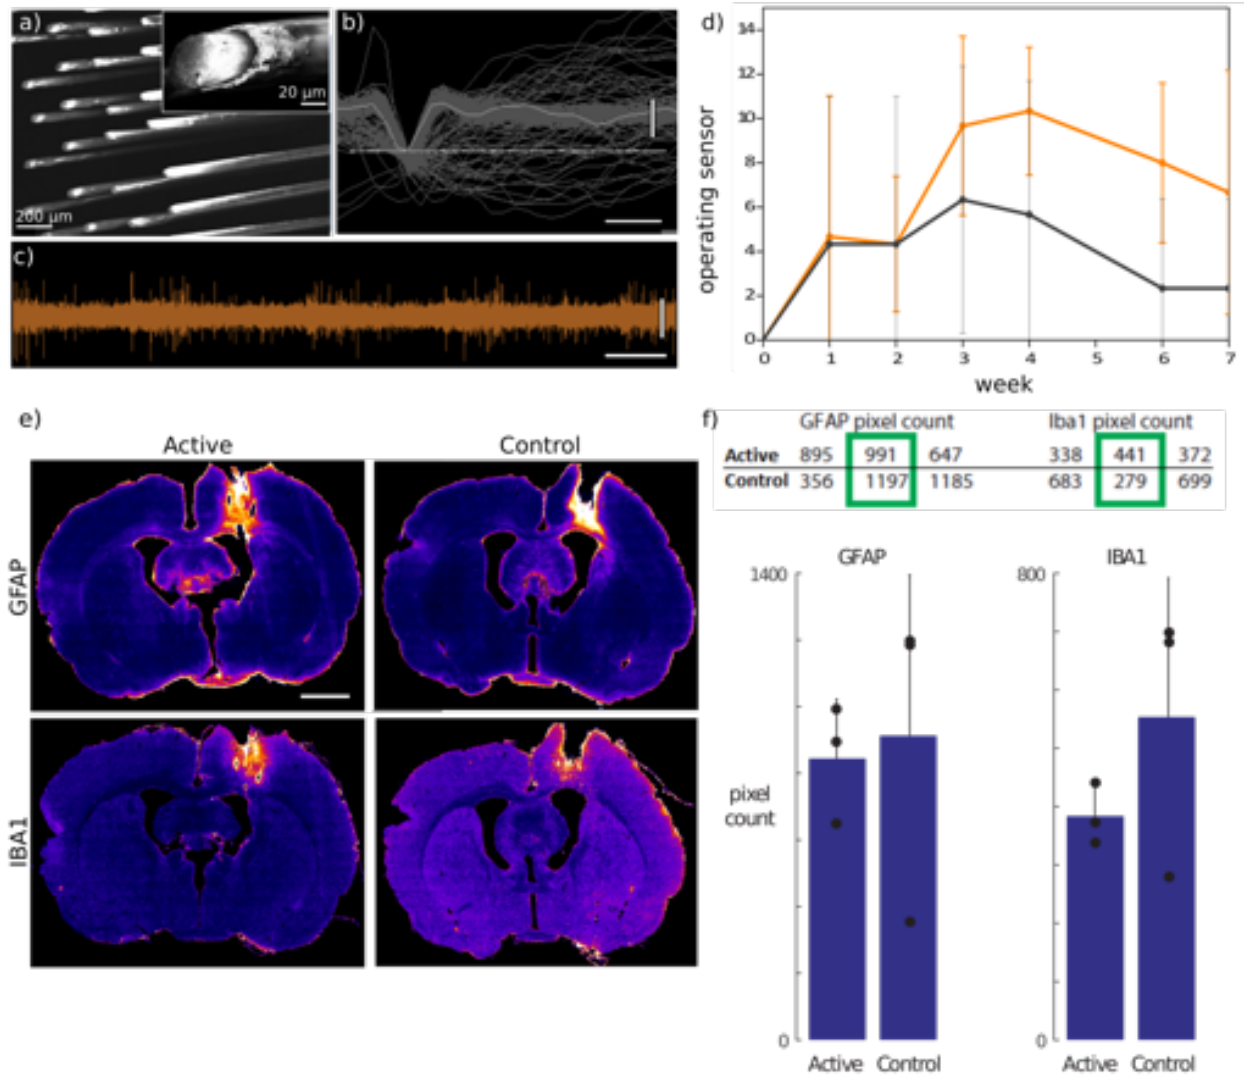 a)
20 µm
200 µm
b)
c)
d)
operating sensor
14
12
10
8
6
4
2
0
0 1 2 3 4 5 6 7
week
e)
Active Control
GFAP
IBA1
f)
GFAP pixel count Iba1 pixel count
Active 895 991 647 338 441 372
Control 356 1197 1185 683 279 699
GFAP IBA1
1400 800
pixel
count
0 0
Active Control Active Control